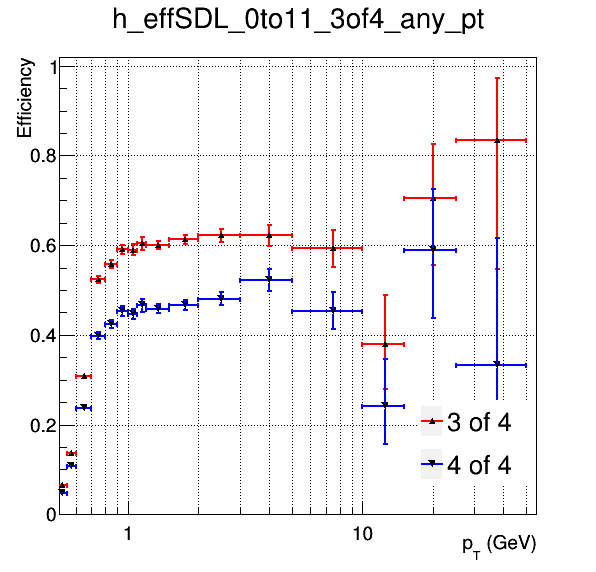 h_effSDL_0to11_3of4_any_pt
Efficiency
1
0.8
0.6
0.4
0.2
0
1
10
p_T (GeV)
3 of 4
4 of 4